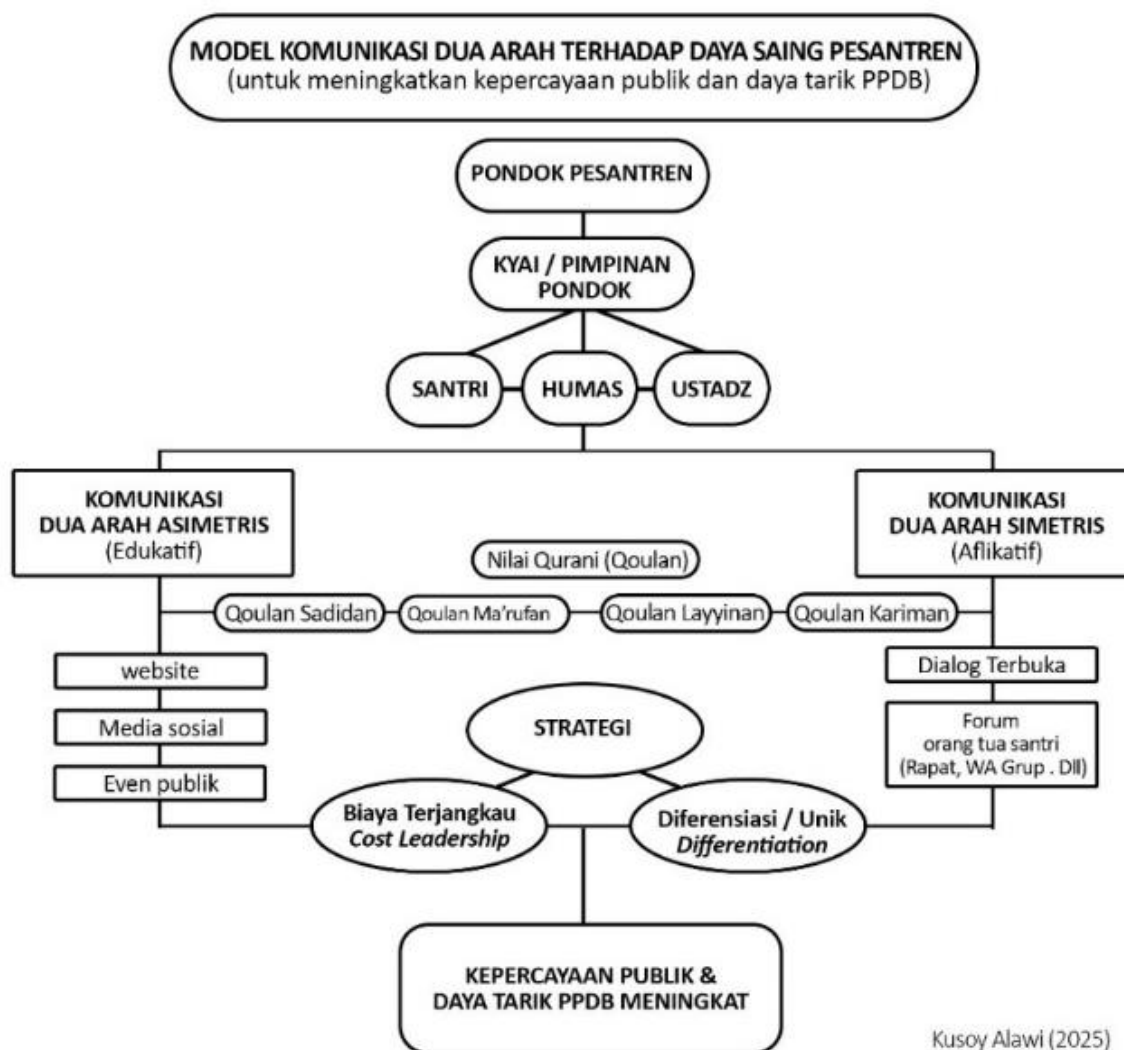 MODEL KOMUNIKASI DUA ARAH TERHADAP DAYA SAING PESANTREN
(untuk meningkatkan kepercayaan publik dan daya tarik PPDB)
PONDOK PESANTREN
KYAI / PIMPINAN
PONDOK
SANTRI
HUMAS
USTADZ
KOMUNIKASI
DUA ARAH ASIMETRIS
(Edukatif)
KOMUNIKASI
DUA ARAH SIMETRIS
(Aflikatif)
Nilai Qurani (Qoulan)
Qoulan Sadidan
Qoulan Ma'rufan
Qoulan Layyinan
Qoulan Kariman
website
Media sosial
Even publik
Dialog Terbuka
Forum
orang tua santri
(Rapat, WA Grup . Dll)
STRATEGI
Biaya Terjangkau
Cost Leadership
Diferensiasi / Unik
Differentiation
KEPERCAYAAN PUBLIK &
DAYA TARIK PPDB MENINGKAT
Kusoy Alawi (2025)